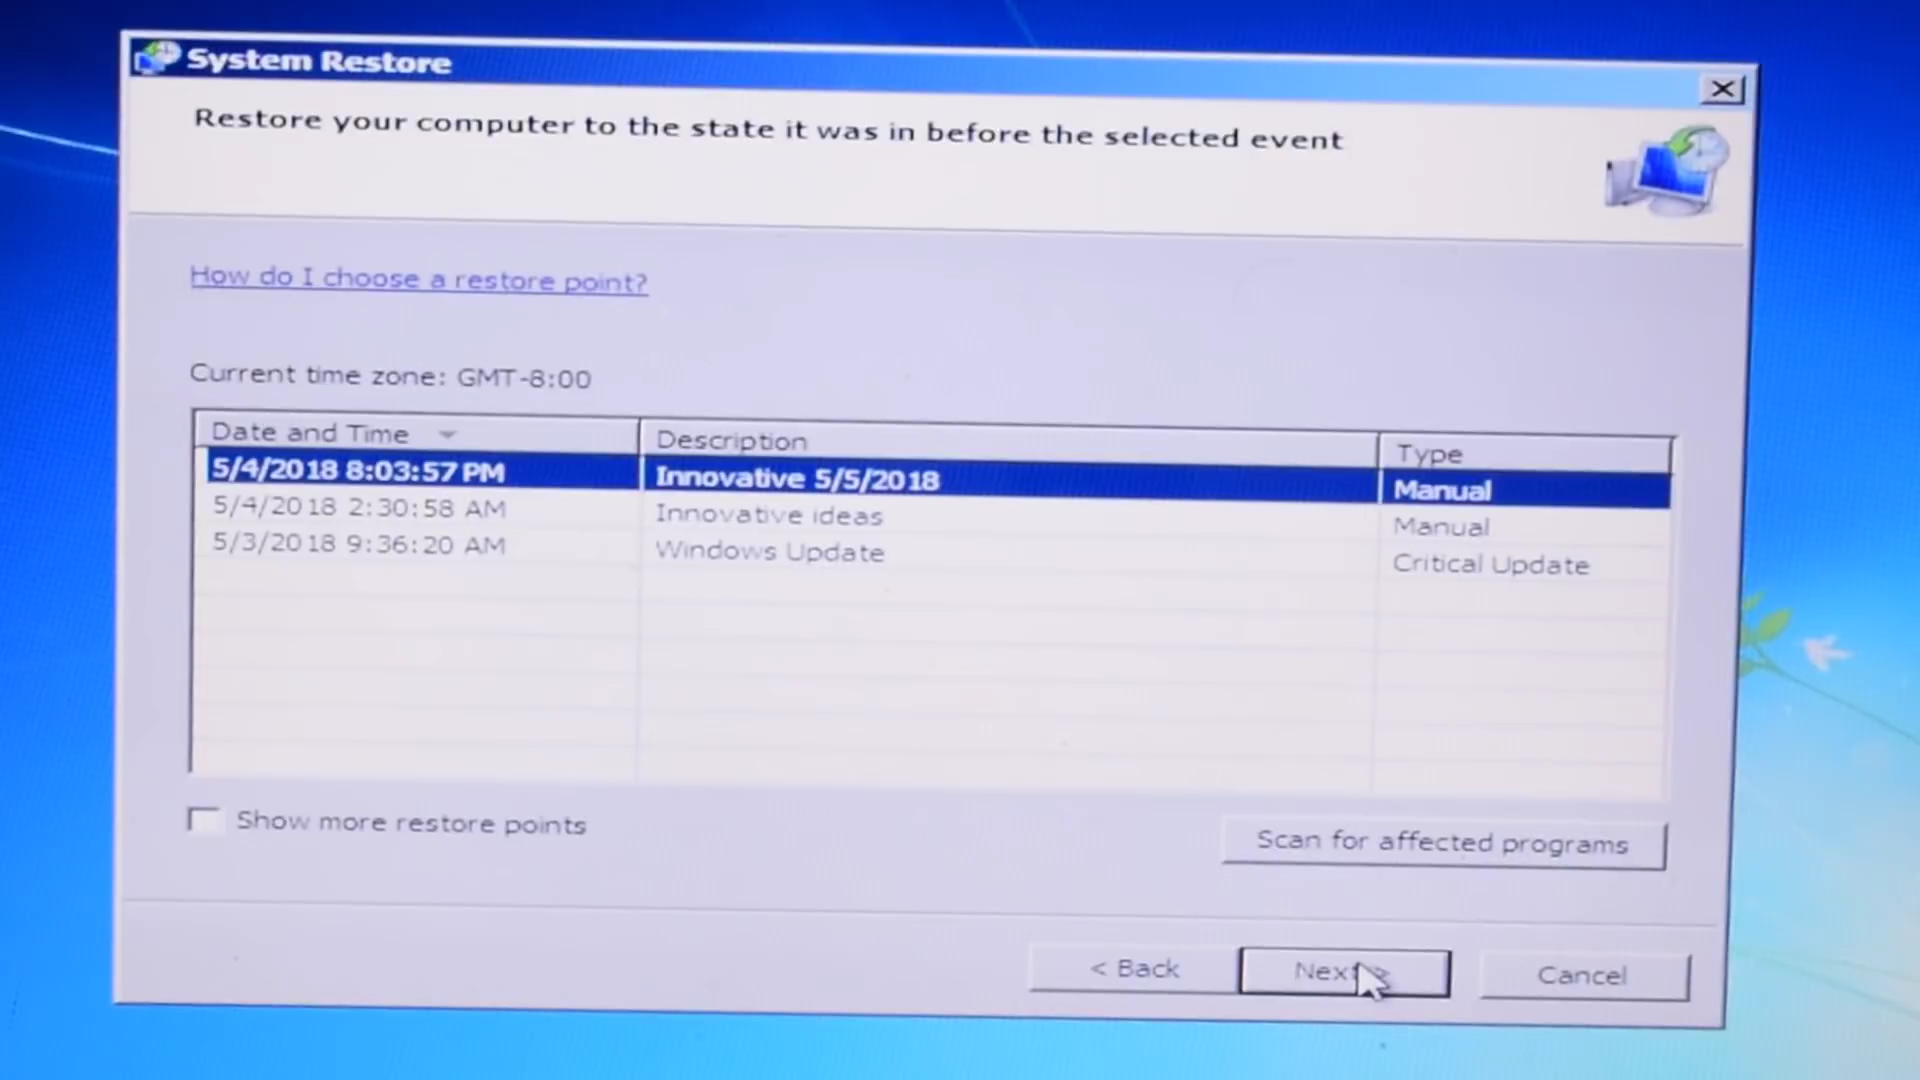 System Restore
Restore your computer to the state it was in before the selected event
How do I choose a restore point?
Current time zone: GMT-8:00
Date and Time Description Type
5/4/2018 8:03:57 PM Innovative 5/5/2018 Manual
5/4/2018 2:30:58 AM Innovative ideas Manual
5/3/2018 9:36:20 AM Windows Update Critical Update
Show more restore points
Scan for affected programs
< Back Next > Cancel